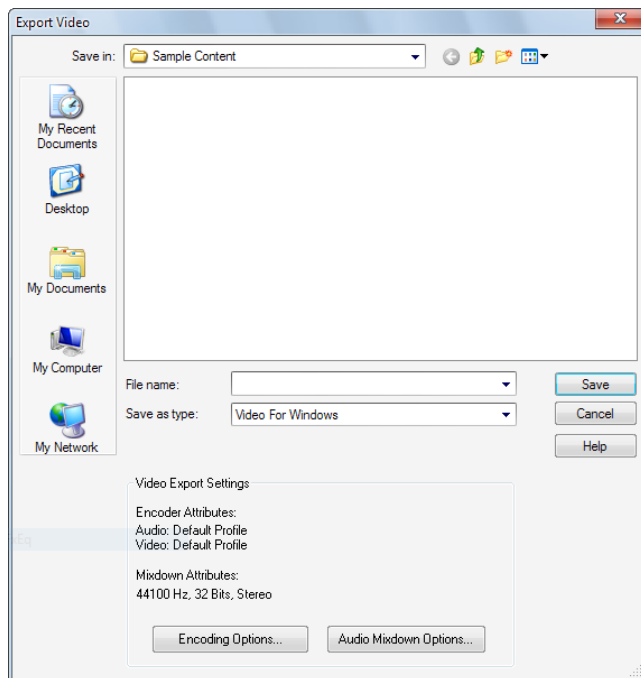 Export Video
Save in:
Sample Content
My Recent
Documents
Desktop
My Documents
My Computer
My Network
File name:
Save
Save as type:
Video For Windows
Cancel
Help
Video Export Settings
Encoder Attributes:
Audio: Default Profile
Video: Default Profile
Mixdown Attributes:
44100 Hz, 32 Bits, Stereo
Encoding Options...
Audio Mixdown Options...